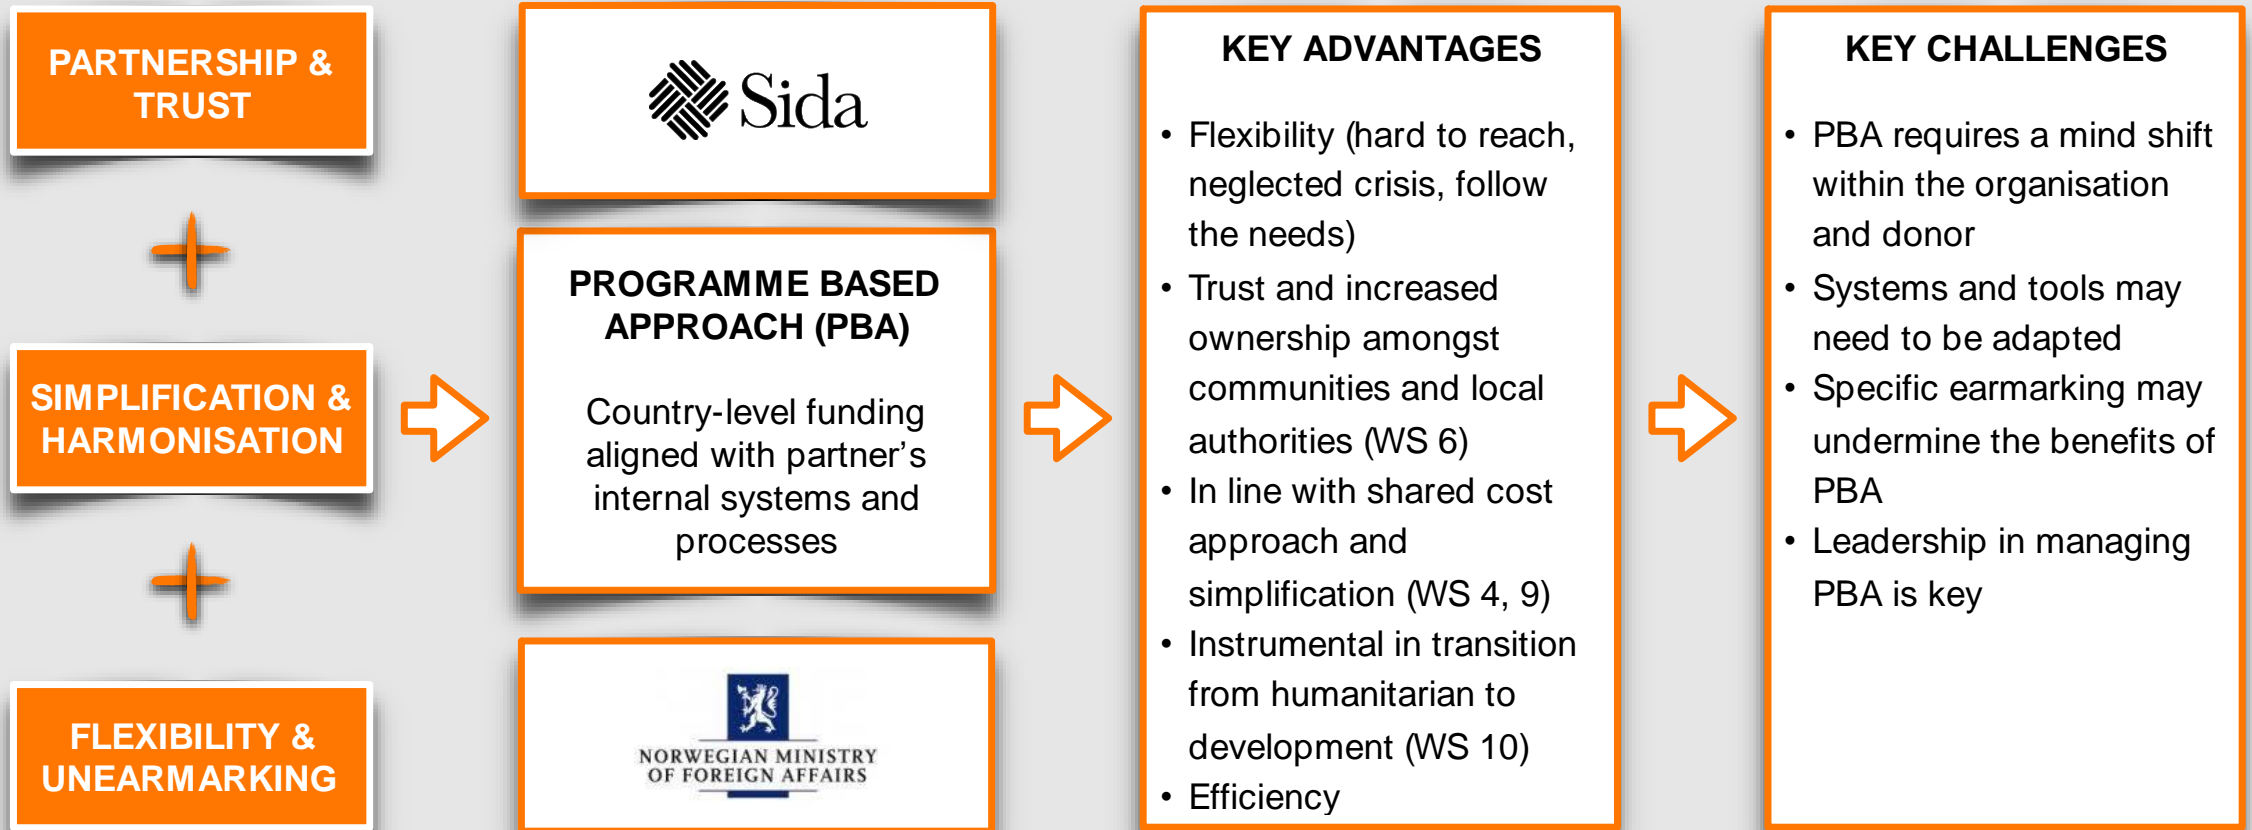 PARTNERSHIP &
TRUST
SIMPLIFICATION &
HARMONISATION
FLEXIBILITY &
UNEARMARKING
Sida
PROGRAMME BASED
APPROACH (PBA)
Country-level funding
aligned with partner’s
internal systems and
processes
NORWEGIAN MINISTRY
OF FOREIGN AFFAIRS
KEY ADVANTAGES
• Flexibility (hard to reach,
neglected crisis, follow
the needs)
• Trust and increased
ownership amongst
communities and local
authorities (WS 6)
• In line with shared cost
approach and
simplification (WS 4, 9)
• Instrumental in transition
from humanitarian to
development (WS 10)
• Efficiency
KEY CHALLENGES
• PBA requires a mind shift
within the organisation
and donor
• Systems and tools may
need to be adapted
• Specific earmarking may
undermine the benefits of
PBA
• Leadership in managing
PBA is key